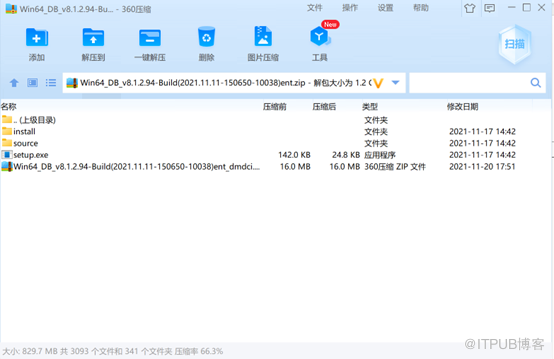 Win64_DB_v8.1.2.94-Bu... - 360压缩
文件 操作 设置 帮助
New
添加 解压到 一键解压 删除 图片压缩 工具 扫描
Win64_DB_v8.1.2.94-Build(2021.11.11-150650-10038)ent.zip - 解包大小为 1.2 G
名称 压缩前 压缩后 类型 修改日期
.. (上级目录) 文件夹
install 文件夹 2021-11-17 14:42
source 文件夹 2021-11-17 14:42
setup.exe 142.0 KB 24.8 KB 应用程序 2021-11-17 14:42
Win64_DB_v8.1.2.94-Build(2021.11.11-150650-10038)ent_dmdci.... 16.0 MB 16.0 MB 360压缩 ZIP 文件 2021-11-20 17:51
大小: 829.7 MB 共 3093 个文件和 341 个文件夹 压缩率 66.3%
@ITPUB博客